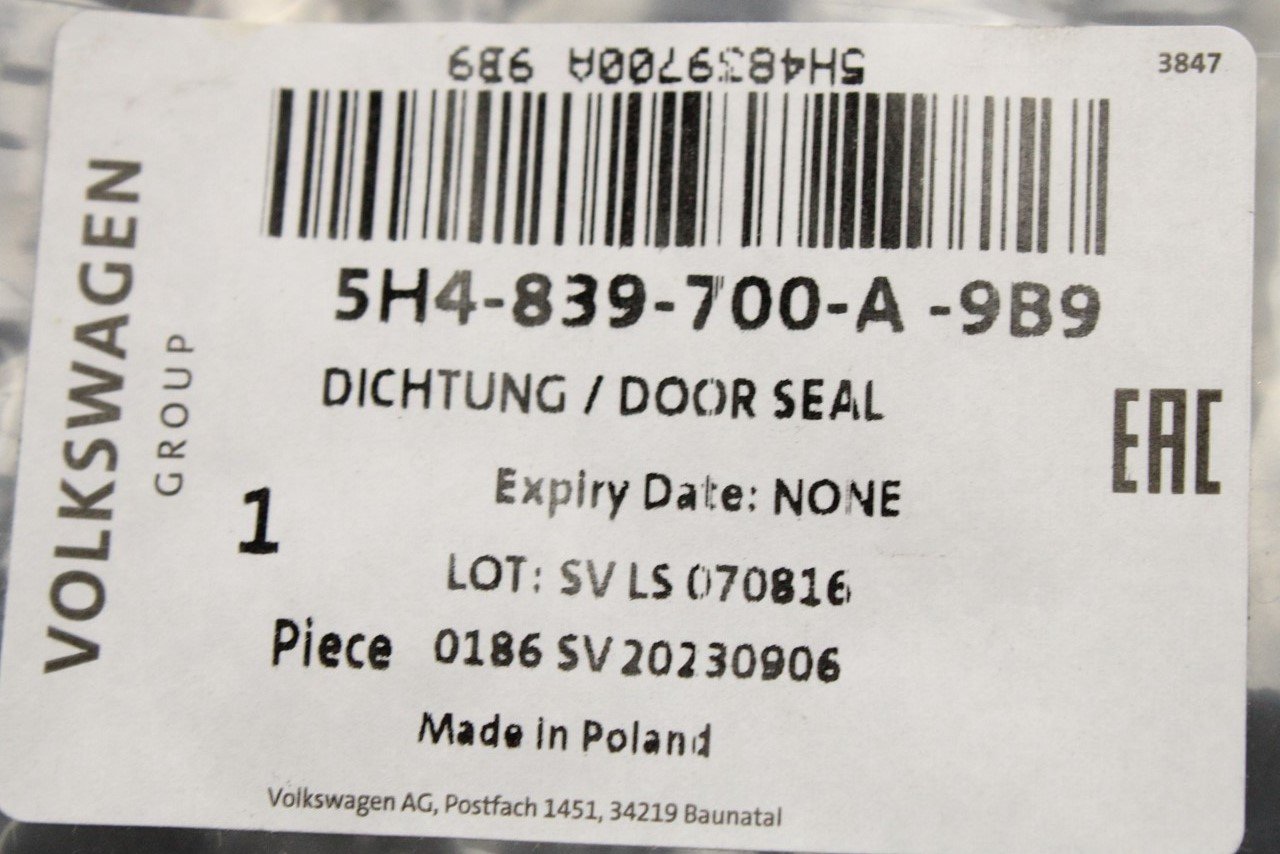 5H4839700A 9B9
3847
5H4-839-700-A -9B9
DICHTUNG / DOOR SEAL
EAC
Expiry Date: NONE
1
LOT: SV LS 070816
Piece 0186 SV 20230906
Made in Poland
Volkswagen AG, Postfach 1451, 34219 Baunatal
VOLKSWAGEN
GROUP